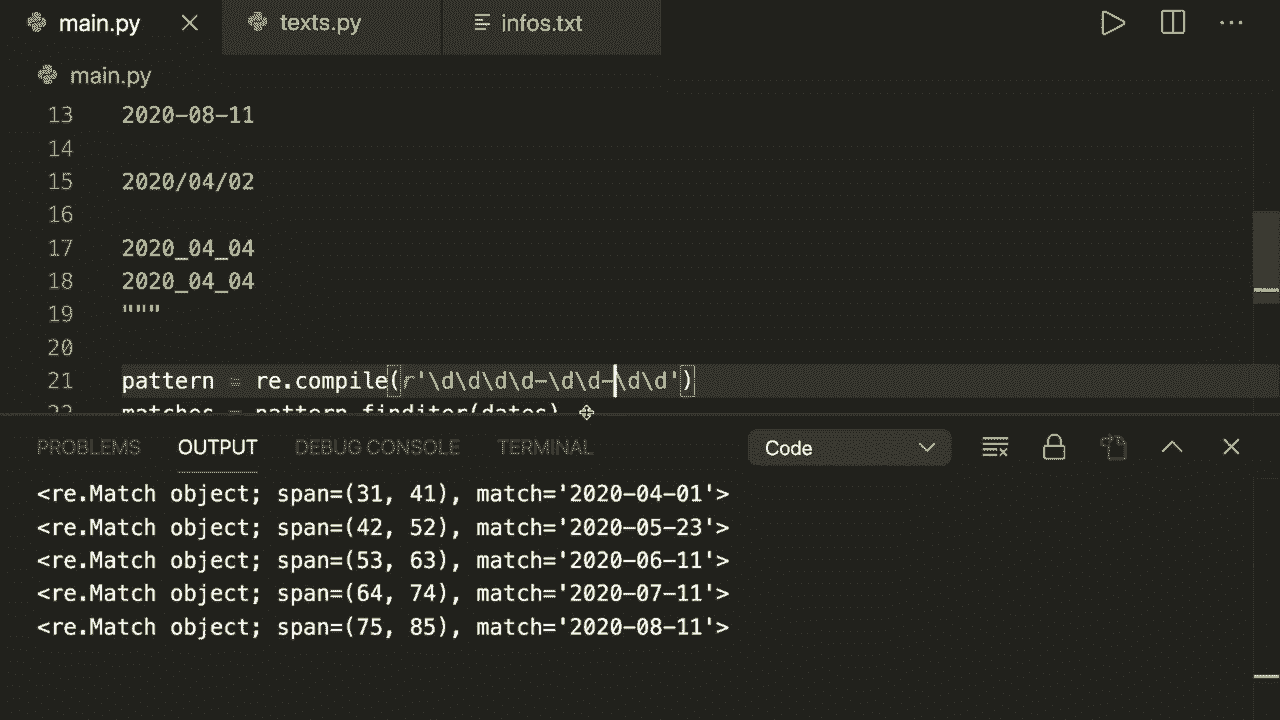 main.py texts.py infos.txt
main.py
13 2020-08-11
14
15 2020/04/02
16
17 2020_04_04
18 2020_04_04
19 """
20
21 pattern = re.compile(r'\d\d\d\d-\d\d-\d\d')
22 matches = pattern.finditer(dates)
PROBLEMS OUTPUT DEBUG CONSOLE TERMINAL Code
<re.Match object; span=(31, 41), match='2020-04-01'>
<re.Match object; span=(42, 52), match='2020-05-23'>
<re.Match object; span=(53, 63), match='2020-06-11'>
<re.Match object; span=(64, 74), match='2020-07-11'>
<re.Match object; span=(75, 85), match='2020-08-11'>